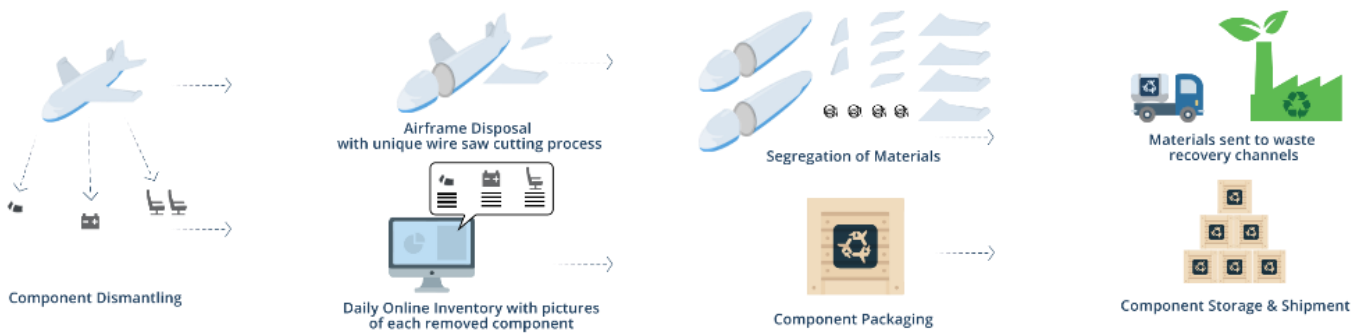 Airframe Disposal
with unique wire saw cutting process
Segregation of Materials
Materials sent to waste
recovery channels
Component Dismantling
Daily Online Inventory with pictures
of each removed component
Component Packaging
Component Storage & Shipment